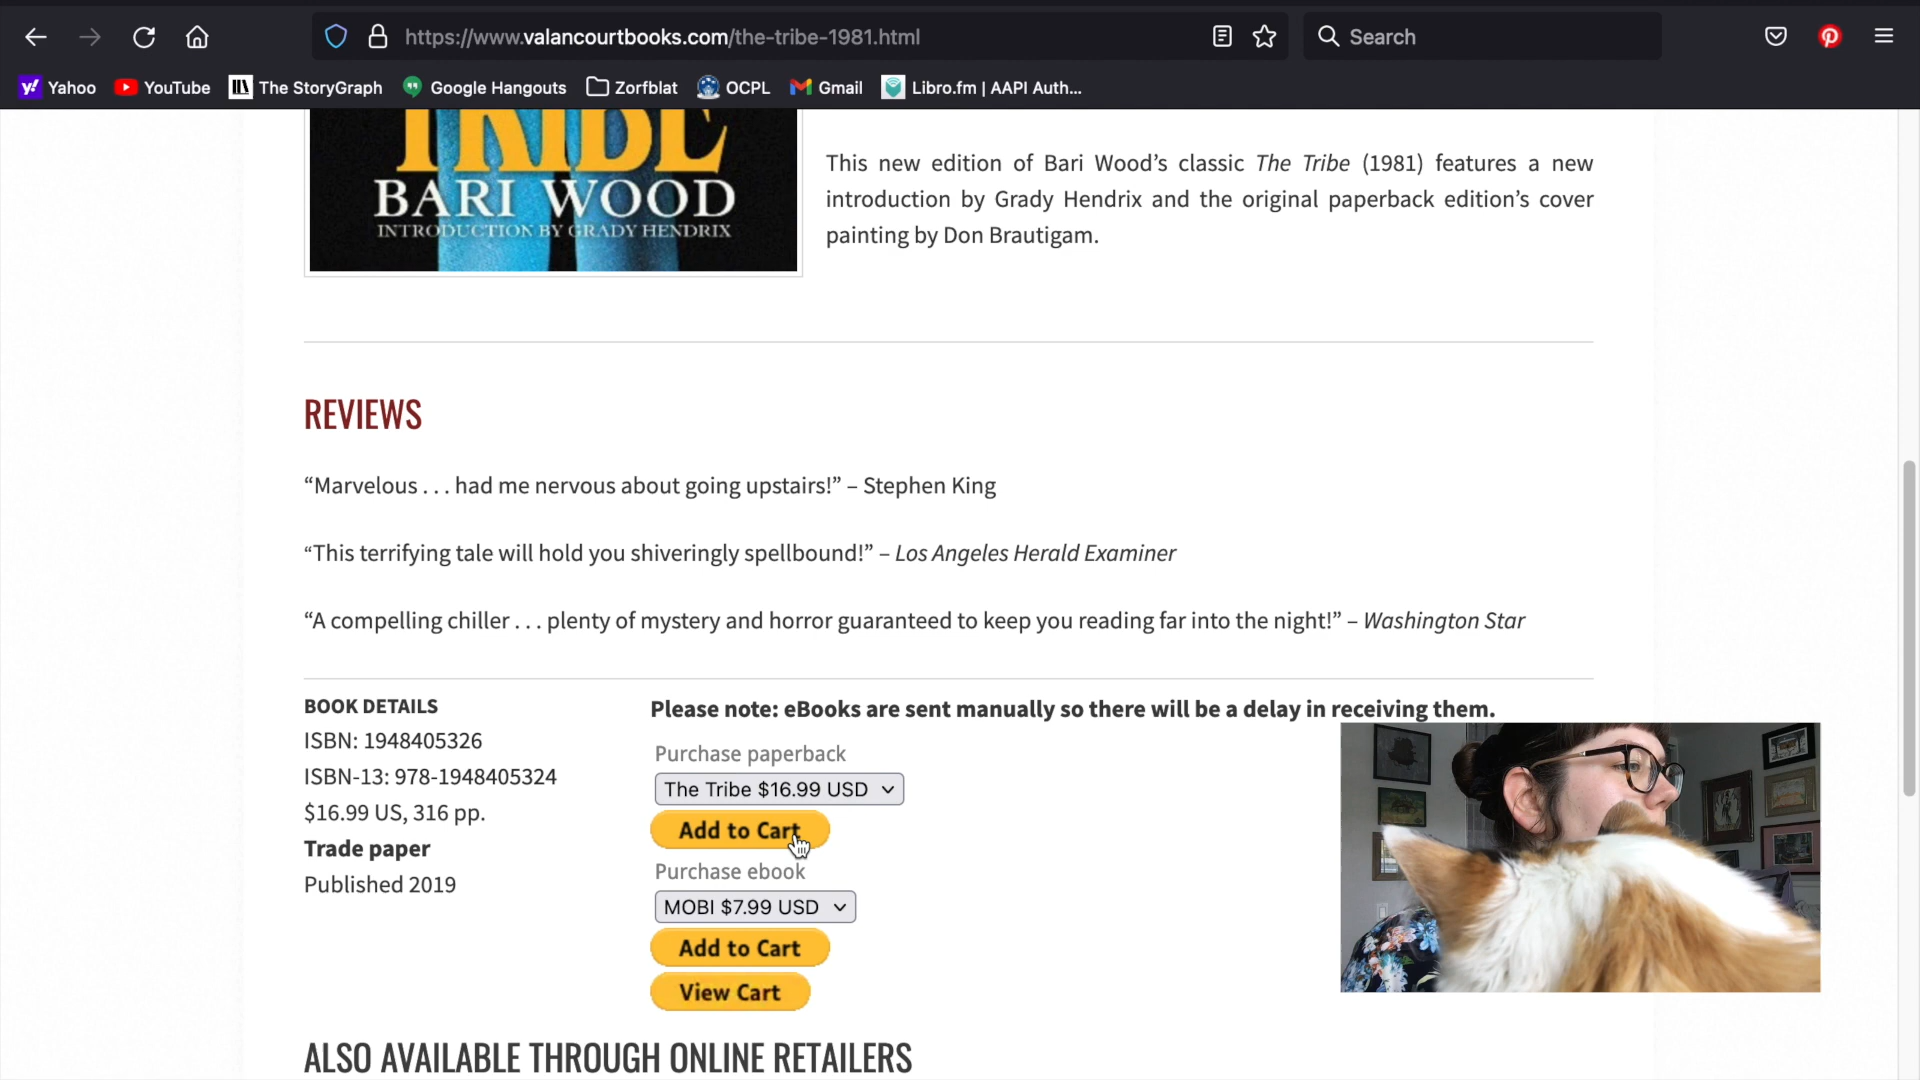 https://www.valancourtbooks.com/the-tribe-1981.html
Search
Yahoo
YouTube
The StoryGraph
Google Hangouts
Zorfblat
OCPL
Gmail
Libro.fm | AAPI Auth...
TRIBE
BARI WOOD
INTRODUCTION BY GRADY HENDRIX
This new edition of Bari Wood’s classic The Tribe (1981) features a new
introduction by Grady Hendrix and the original paperback edition’s cover
painting by Don Brautigam.
REVIEWS
“Marvelous . . . had me nervous about going upstairs!” – Stephen King
“This terrifying tale will hold you shiveringly spellbound!” – Los Angeles Herald Examiner
“A compelling chiller . . . plenty of mystery and horror guaranteed to keep you reading far into the night!” – Washington Star
BOOK DETAILS
ISBN: 1948405326
ISBN-13: 978-1948405324
$16.99 US, 316 pp.
Trade paper
Published 2019
Please note: eBooks are sent manually so there will be a delay in receiving them.
Purchase paperback
The Tribe $16.99 USD
Add to Cart
Purchase ebook
MOBI $7.99 USD
Add to Cart
View Cart
ALSO AVAILABLE THROUGH ONLINE RETAILERS